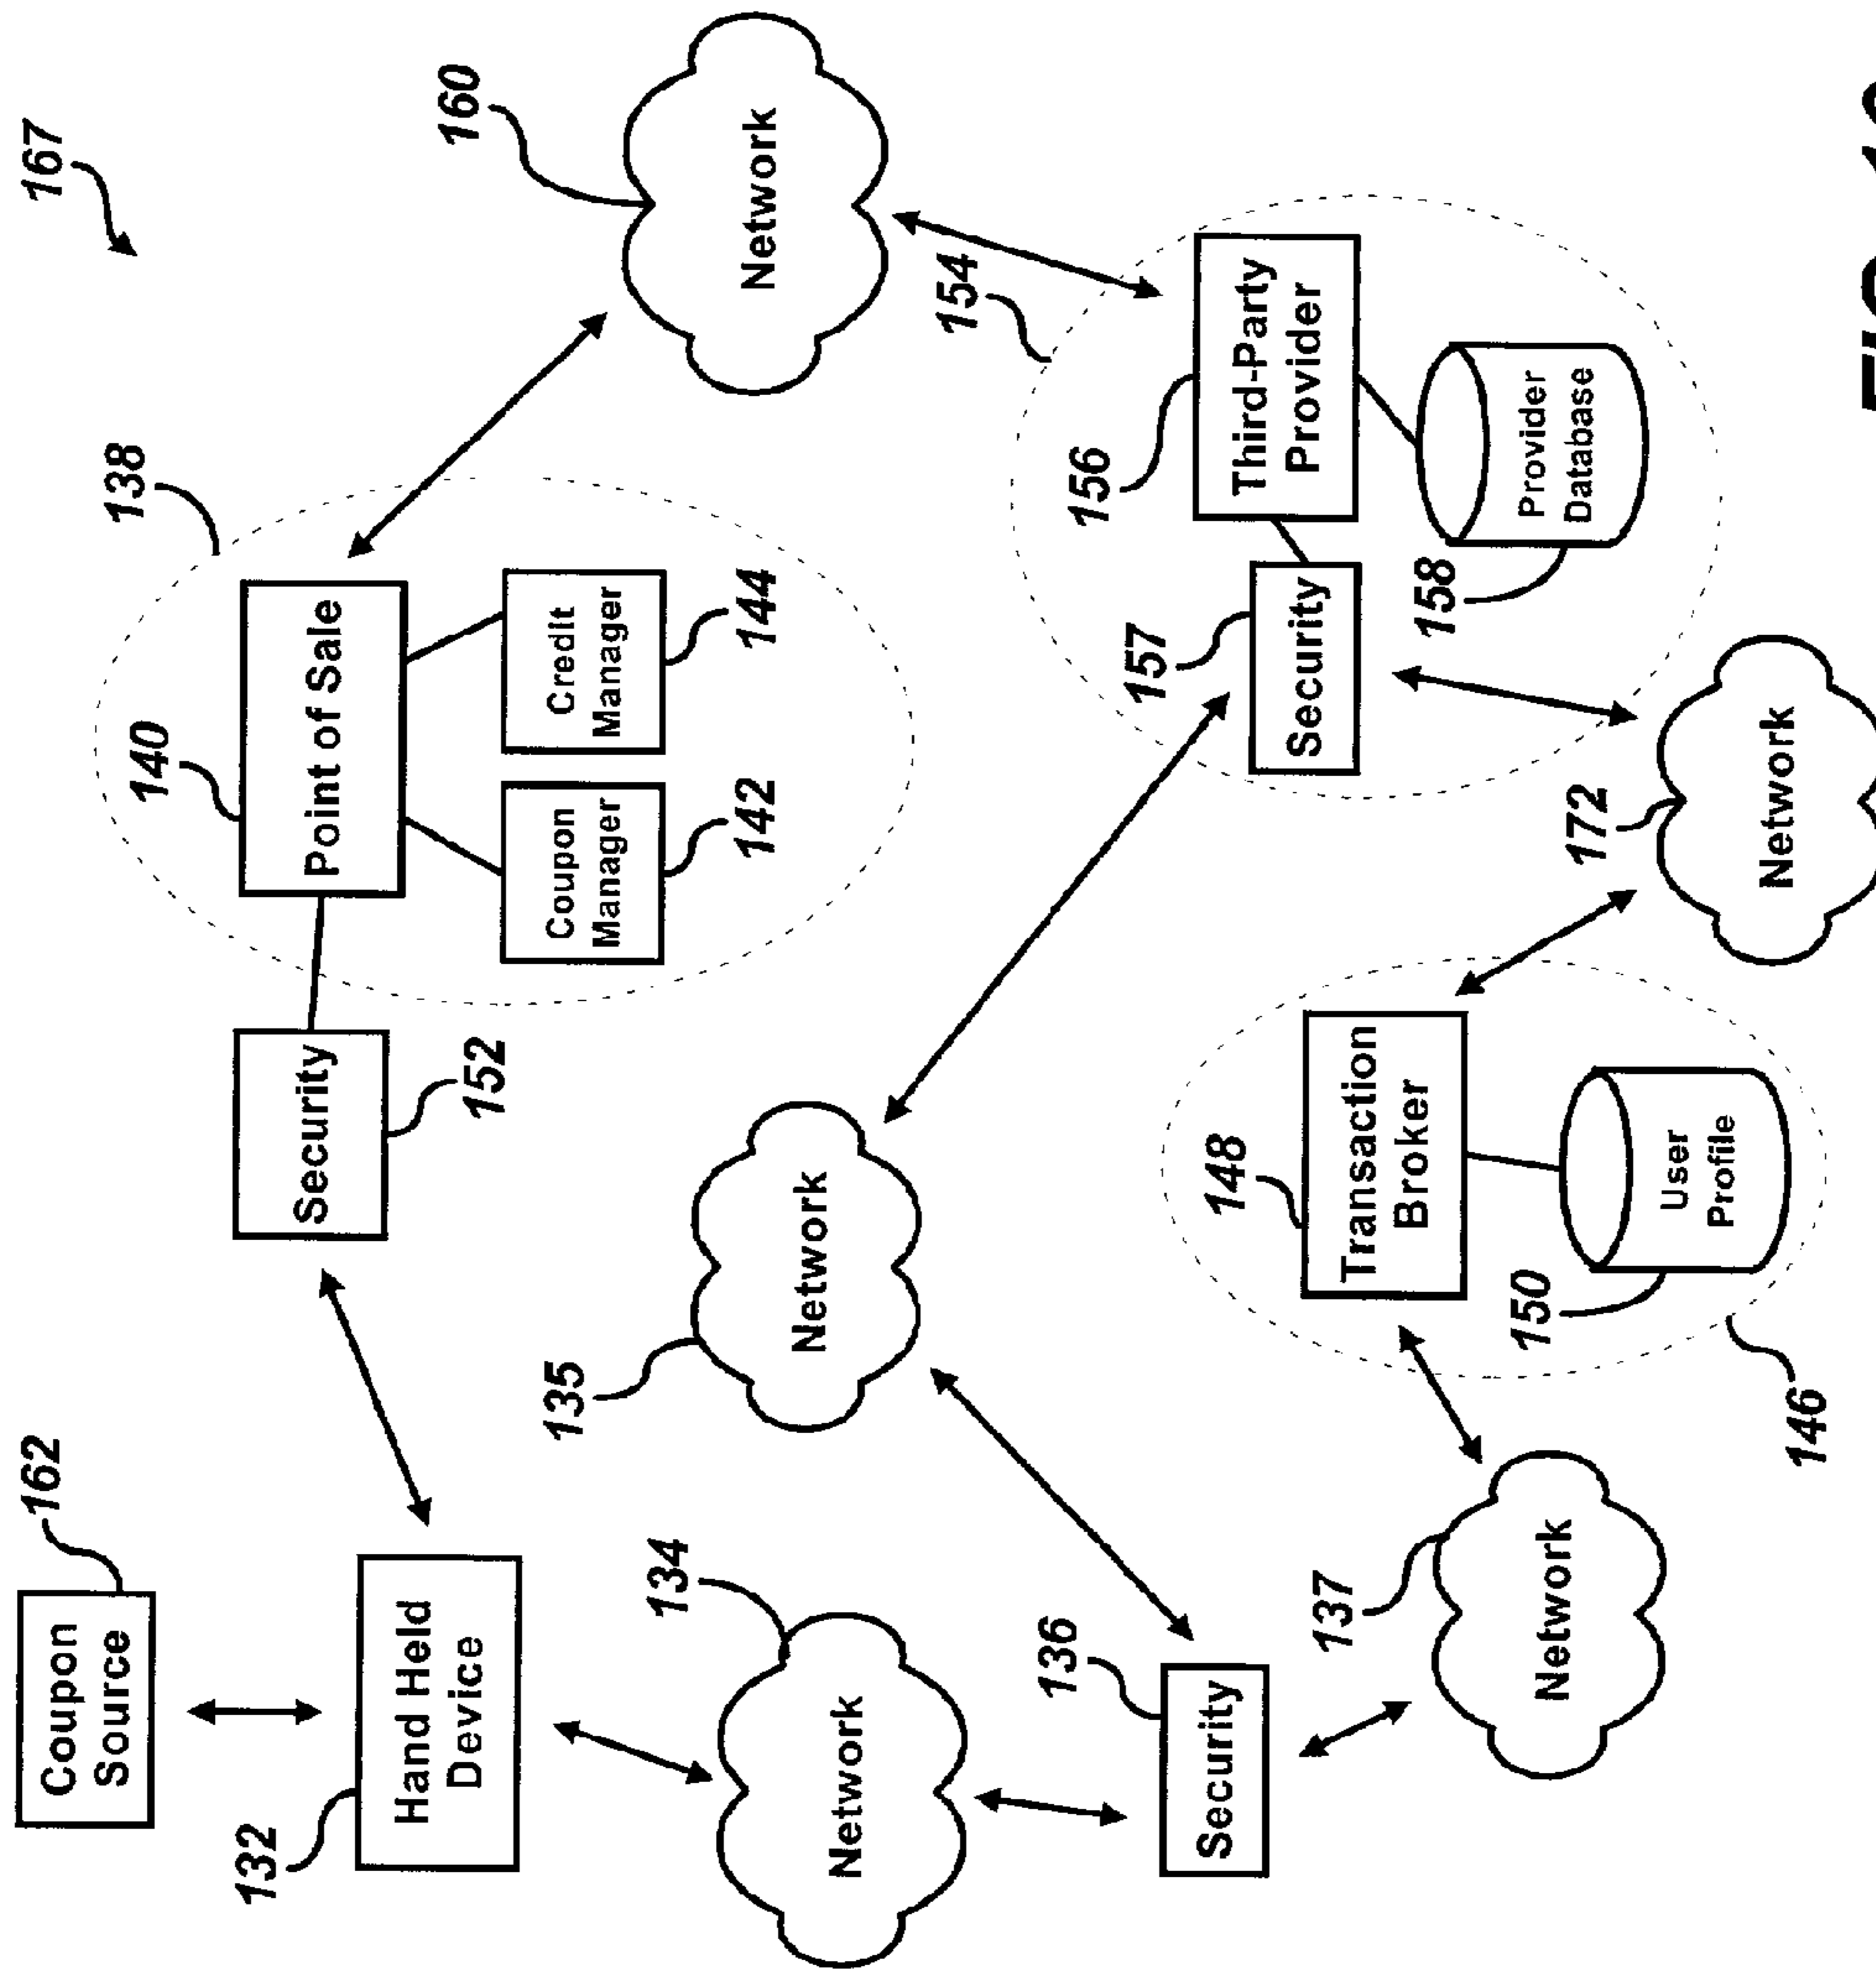 167
162
Coupon
Source
132
Hand Held
Device
Security
152
138
140
Point of Sale
Coupon
Manager
142
Credit
Manager
144
160
Network
134
Network
135
Network
154
156
Third-Party
Provider
157
Security
158
Provider
Database
136
Security
137
Network
148
Transaction
Broker
150
User
Profile
146
172
Network